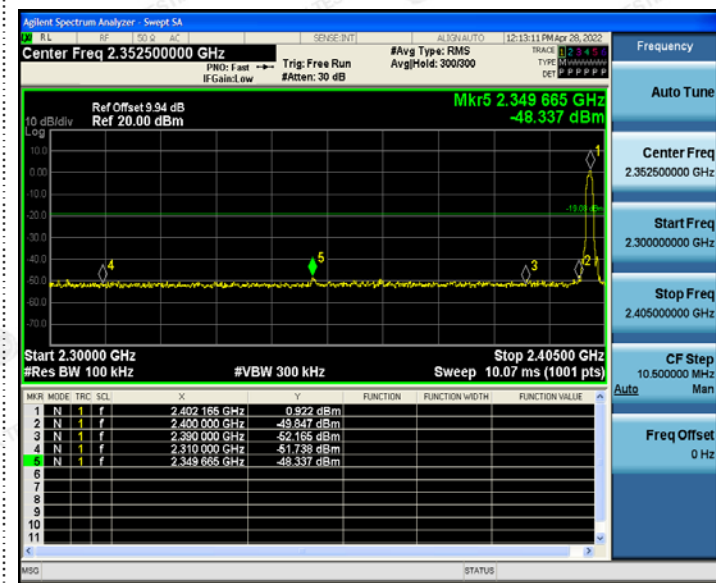 Agilent Spectrum Analyzer - Swept SA
RL RF 50 Ω AC SENSE:INT ALIGN AUTO 12:13:11 PM Apr 28, 2022
Center Freq 2.352500000 GHz
PNO: Fast
IFGain:Low
Trig: Free Run
#Atten: 30 dB
#Avg Type: RMS
Avg|Hold: 300/300
TRACE 1 2 3 4 5 6
TYPE M W W W W W
DET P P P P P P
Ref Offset 9.94 dB
Ref 20.00 dBm
10 dB/div
Log
Mkr5 2.349 665 GHz
-48.337 dBm
10.0
0.00
-10.0
-20.0
-30.0
-40.0
-50.0
-60.0
-70.0
1
-19.08 dBm
4
5
3
2
Start 2.30000 GHz Stop 2.40500 GHz
#Res BW 100 kHz #VBW 300 kHz Sweep 10.07 ms (1001 pts)
MKR MODE TRC SCL X Y FUNCTION FUNCTION WIDTH FUNCTION VALUE
1 N 1 f 2.402 165 GHz 0.922 dBm
2 N 1 f 2.400 000 GHz -49.847 dBm
3 N 1 f 2.390 000 GHz -52.165 dBm
4 N 1 f 2.310 000 GHz -51.738 dBm
5 N 1 f 2.349 665 GHz -48.337 dBm
6
7
8
9
10
11
MSG STATUS
Frequency
Auto Tune
Center Freq
2.352500000 GHz
Start Freq
2.300000000 GHz
Stop Freq
2.405000000 GHz
CF Step
10.500000 MHz
Auto Man
Freq Offset
0 Hz